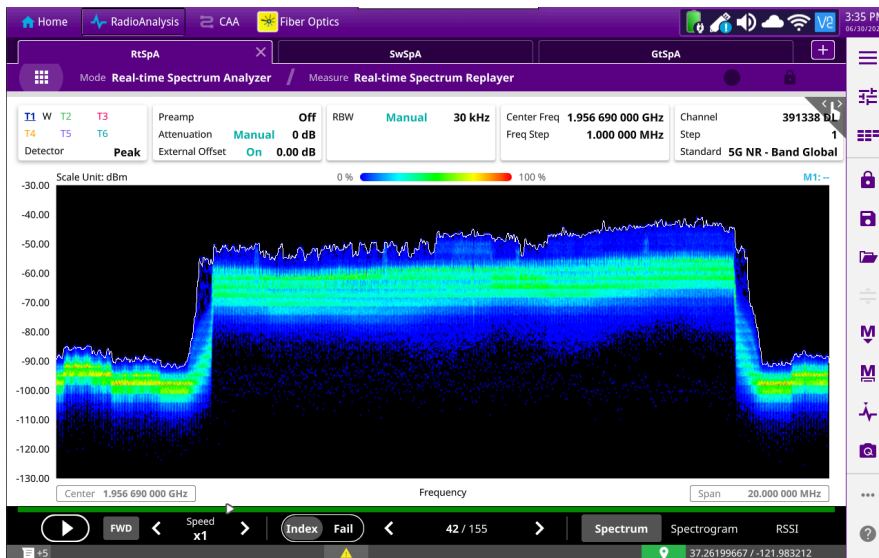 Home RadioAnalysis CAA Fiber Optics V2 3:35 PM
RtSpA SwSpA GtSpA +
Mode Real-time Spectrum Analyzer / Measure Real-time Spectrum Replayer
T1 W T2 T3
T4 T5 T6
Detector Peak
Preamp Off
Attenuation Manual 0 dB
External Offset On 0.00 dB
RBW Manual 30 kHz
Center Freq 1.956 690 000 GHz
Freq Step 1.000 000 MHz
Channel 391338 DL
Step 1
Standard 5G NR - Band Global
Scale Unit: dBm 0 % 100 % M1: --
-30.00
-40.00
-50.00
-60.00
-70.00
-80.00
-90.00
-100.00
-110.00
-120.00
-130.00
Center 1.956 690 000 GHz Frequency Span 20.000 000 MHz
FWD Speed x1 Index Fail 42 / 155 Spectrum Spectrogram RSSI
+5 37.26199667 / -121.983212
M
M